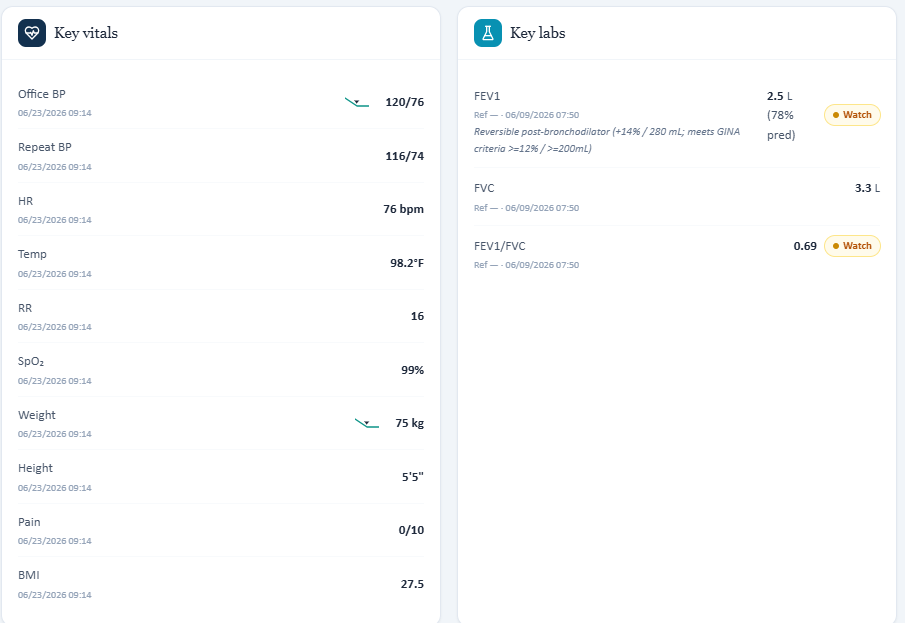 Key vitals
Office BP
06/23/2026 09:14
120/76
Repeat BP
06/23/2026 09:14
116/74
HR
06/23/2026 09:14
76 bpm
Temp
06/23/2026 09:14
98.2°F
RR
06/23/2026 09:14
16
SpO₂
06/23/2026 09:14
99%
Weight
06/23/2026 09:14
75 kg
Height
06/23/2026 09:14
5'5"
Pain
06/23/2026 09:14
0/10
BMI
06/23/2026 09:14
27.5
Key labs
FEV1
Ref — · 06/09/2026 07:50
Reversible post-bronchodilator (+14% / 280 mL; meets GINA
criteria >=12% / >=200mL)
2.5 L
(78%
pred)
Watch
FVC
Ref — · 06/09/2026 07:50
3.3 L
FEV1/FVC
Ref — · 06/09/2026 07:50
0.69
Watch